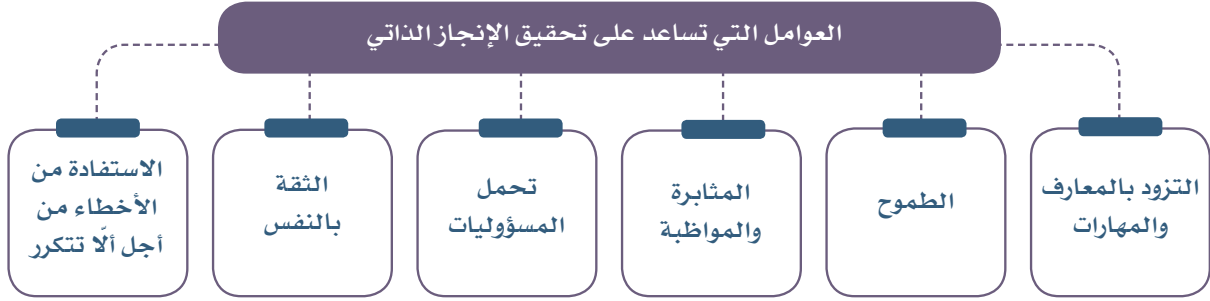 العوامل التي تساعد على تحقيق الإنجاز الذاتي
التزود بالمعارف
والمهارات
الطموح
المثابرة
والمواظبة
تحمل
المسؤوليات
الثقة
بالنفس
الاستفادة من
الأخطاء من
أجل ألّا تتكرر